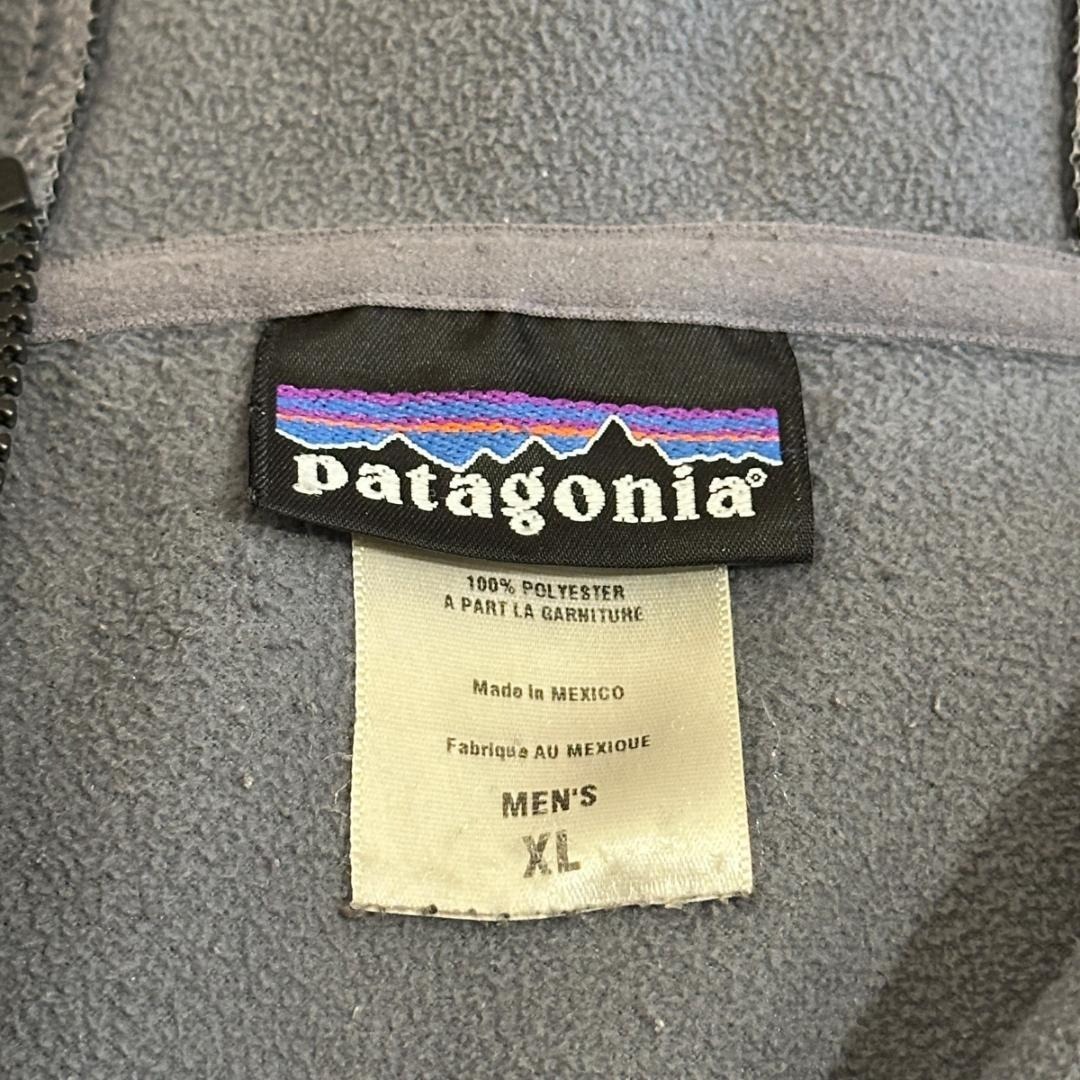 patagonia®
100% POLYESTER
A PART LA GARNITURE
Made in MEXICO
Fabrique AU MEXIQUE
MEN'S
XL